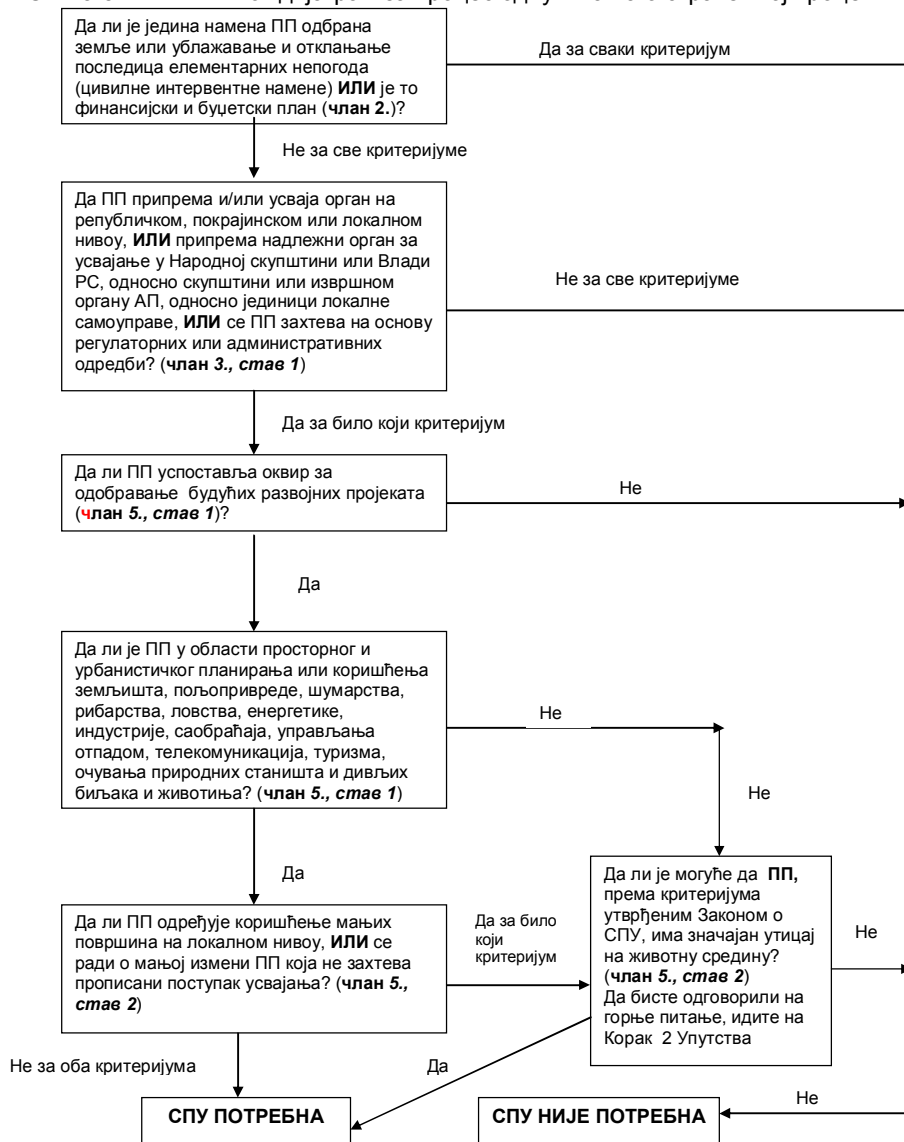 Да ли је једина намена ПП одбрана
земље или ублажавање и отклањање
последица елементарних непогода
(цивилне интервентне намене) ИЛИ је то
финансијски и буџетски план (члан 2.)?
Да за сваки критеријум
Не за све критеријуме
Да ПП припрема и/или усваја орган на
републичком, покрајинском или локалном
нивоу, ИЛИ припрема надлежни орган за
усвајање у Народној скупштини или Влади
РС, односно скупштини или извршном
органу АП, односно јединици локалне
самоуправе, ИЛИ се ПП захтева на основу
регулаторних или административних
одредби? (члан 3., став 1)
Не за све критеријуме
Да за било који критеријум
Да ли ПП успоставља оквир за
одобравање будућих развојних пројеката
(члан 5., став 1)?
Не
Да
Да ли је ПП у области просторног и
урбанистичког планирања или коришћења
земљишта, пољопривреде, шумарства,
рибарства, ловства, енергетике,
индустрије, саобраћаја, управљања
отпадом, телекомуникација, туризма,
очувања природних станишта и дивљих
биљака и животиња? (члан 5., став 1)
Не
Не
Да
Да ли ПП одређује коришћење мањих
површина на локалном нивоу, ИЛИ се
ради о мањој измени ПП која не захтева
прописани поступак усвајања? (члан 5.,
став 2)
Да за било
који
критеријум
Да ли је могуће да ПП,
према критеријума
утврђеним Законом о
СПУ, има значајан утицај
на животну средину?
(члан 5., став 2)
Да бисте одговорили на
горње питање, идите на
Корак 2 Упутства
Не
Не за оба критеријума
Да
Не
СПУ ПОТРЕБНА
СПУ НИЈЕ ПОТРЕБНА